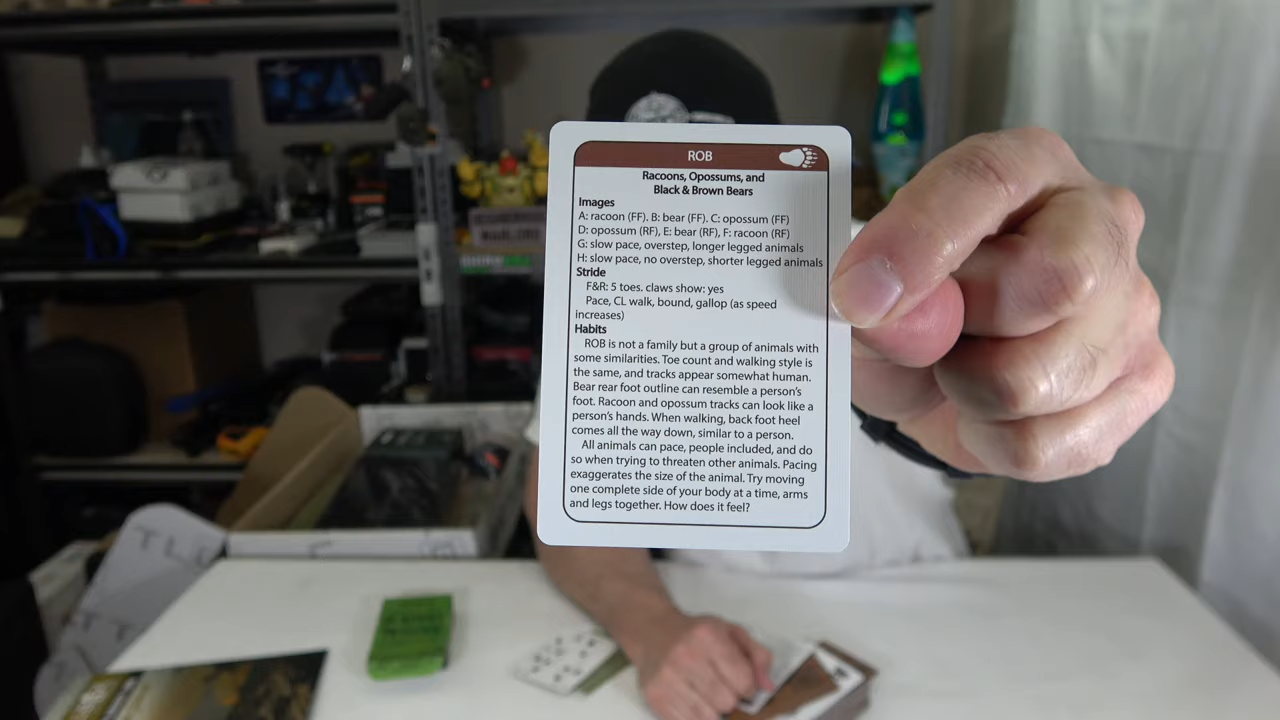 ROB
Racoons, Opossums, and
Black & Brown Bears
Images
A: racoon (FF). B: bear (FF). C: opossum (FF)
D: opossum (RF), E: bear (RF), F: racoon (RF)
G: slow pace, overstep, longer legged animals
H: slow pace, no overstep, shorter legged animals
Stride
F&R: 5 toes. claws show: yes
Pace, CL walk, bound, gallop (as speed
increases)
Habits
ROB is not a family but a group of animals with
some similarities. Toe count and walking style is
the same, and tracks appear somewhat human.
Bear rear foot outline can resemble a person's
foot. Racoon and opossum tracks can look like a
person's hands. When walking, back foot heel
comes all the way down, similar to a person.
All animals can pace, people included, and do
so when trying to threaten other animals. Pacing
exaggerates the size of the animal. Try moving
one complete side of your body at a time, arms
and legs together. How does it feel?